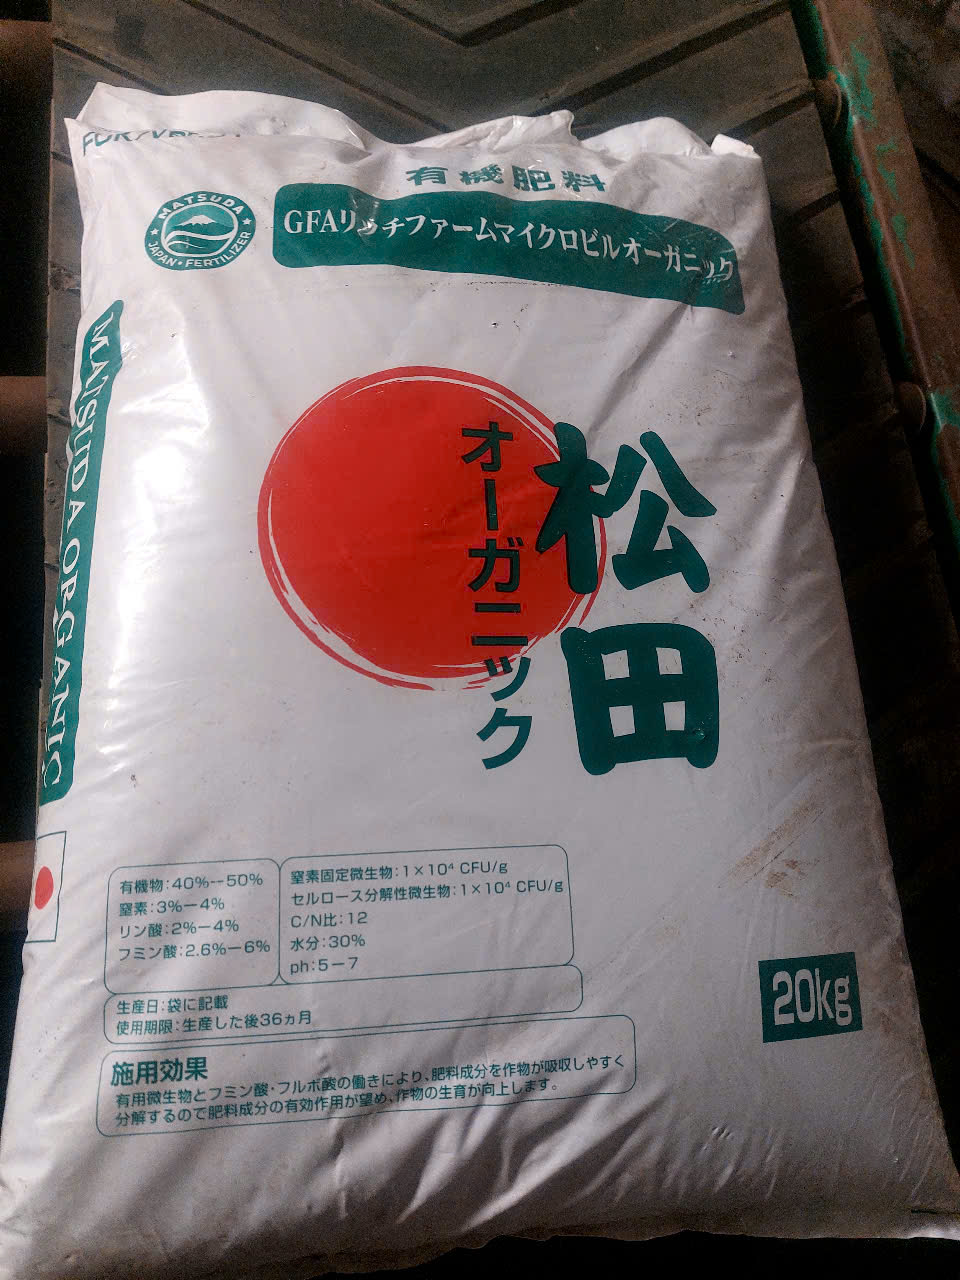 有機肥料
MATSUDA
JAPAN・FERTILIZER
GFAリッチファームマイクロビルオーガニック
MATSUDA ORGANIC
松田
オーガニック
有機物:40%--50%
窒素:3%-4%
リン酸:2%-4%
フミン酸:2.6%-6%
窒素固定微生物:1×10⁴ CFU/g
セルロース分解性微生物:1×10⁴ CFU/g
C/N比:12
水分:30%
ph:5-7
生産日:袋に記載
使用期限:生産した後36ヵ月
20kg
施用効果
有用微生物とフミン酸・フルボ酸の働きにより、肥料成分を作物が吸収しやすく
分解するので肥料成分の有効作用が望め、作物の生育が向上します。